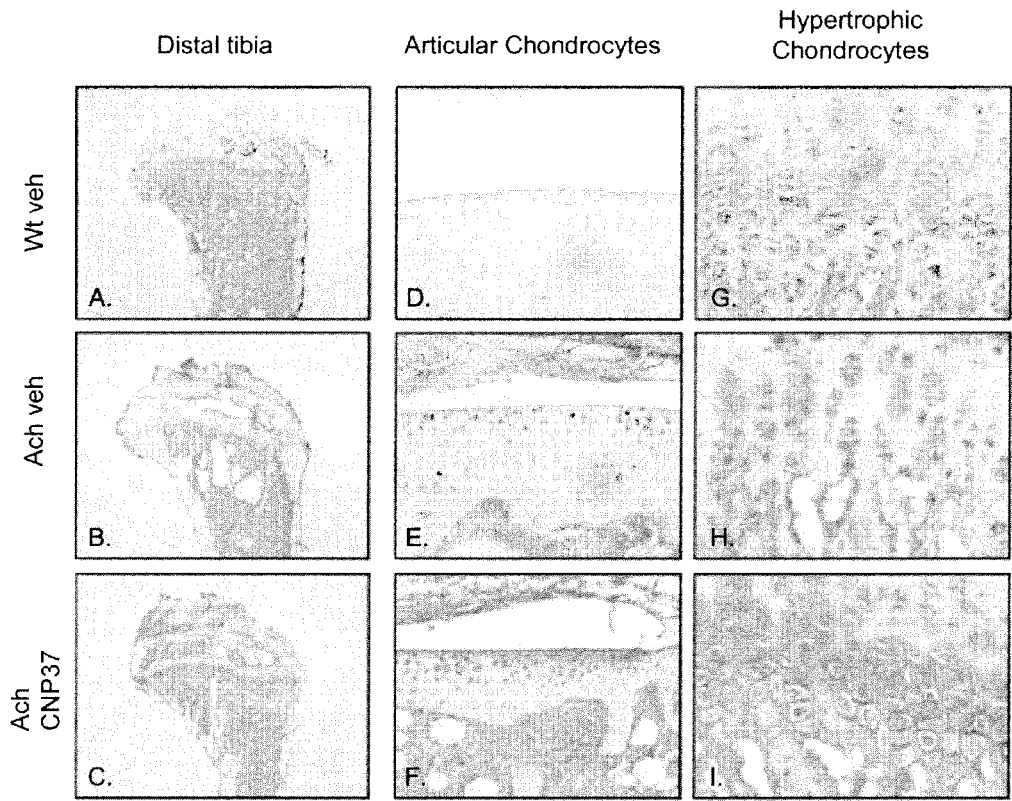 Distal tibia
Articular Chondrocytes
Hypertrophic
Chondrocytes
Wt veh
A.
D.
G.
Ach veh
B.
E.
H.
Ach
CNP37
C.
F.
I.